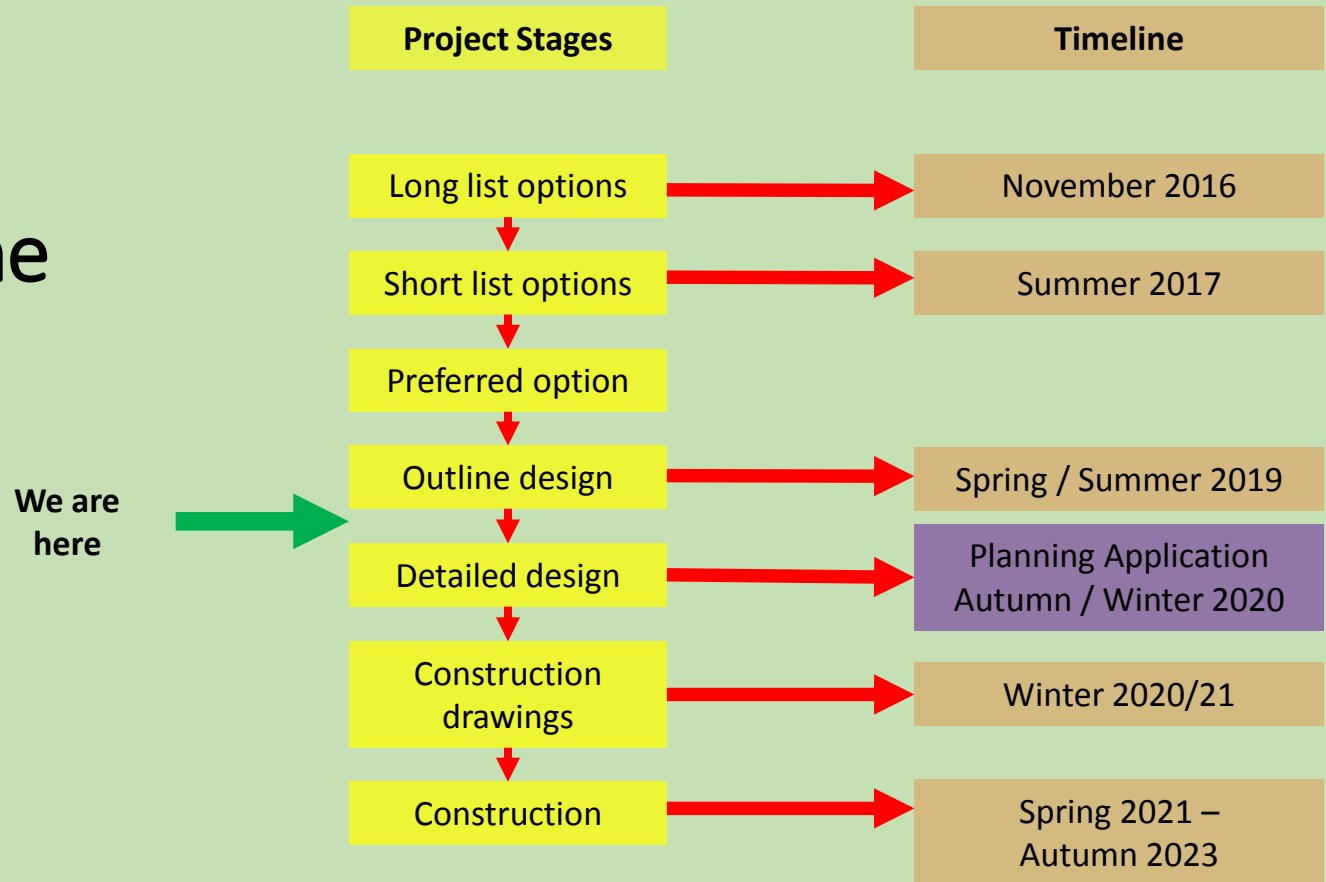 Project Stages
Timeline
Long list options
November 2016
Short list options
Summer 2017
Preferred option
Outline design
Spring / Summer 2019
We are
here
Detailed design
Planning Application
Autumn / Winter 2020
Construction
drawings
Winter 2020/21
Construction
Spring 2021 –
Autumn 2023